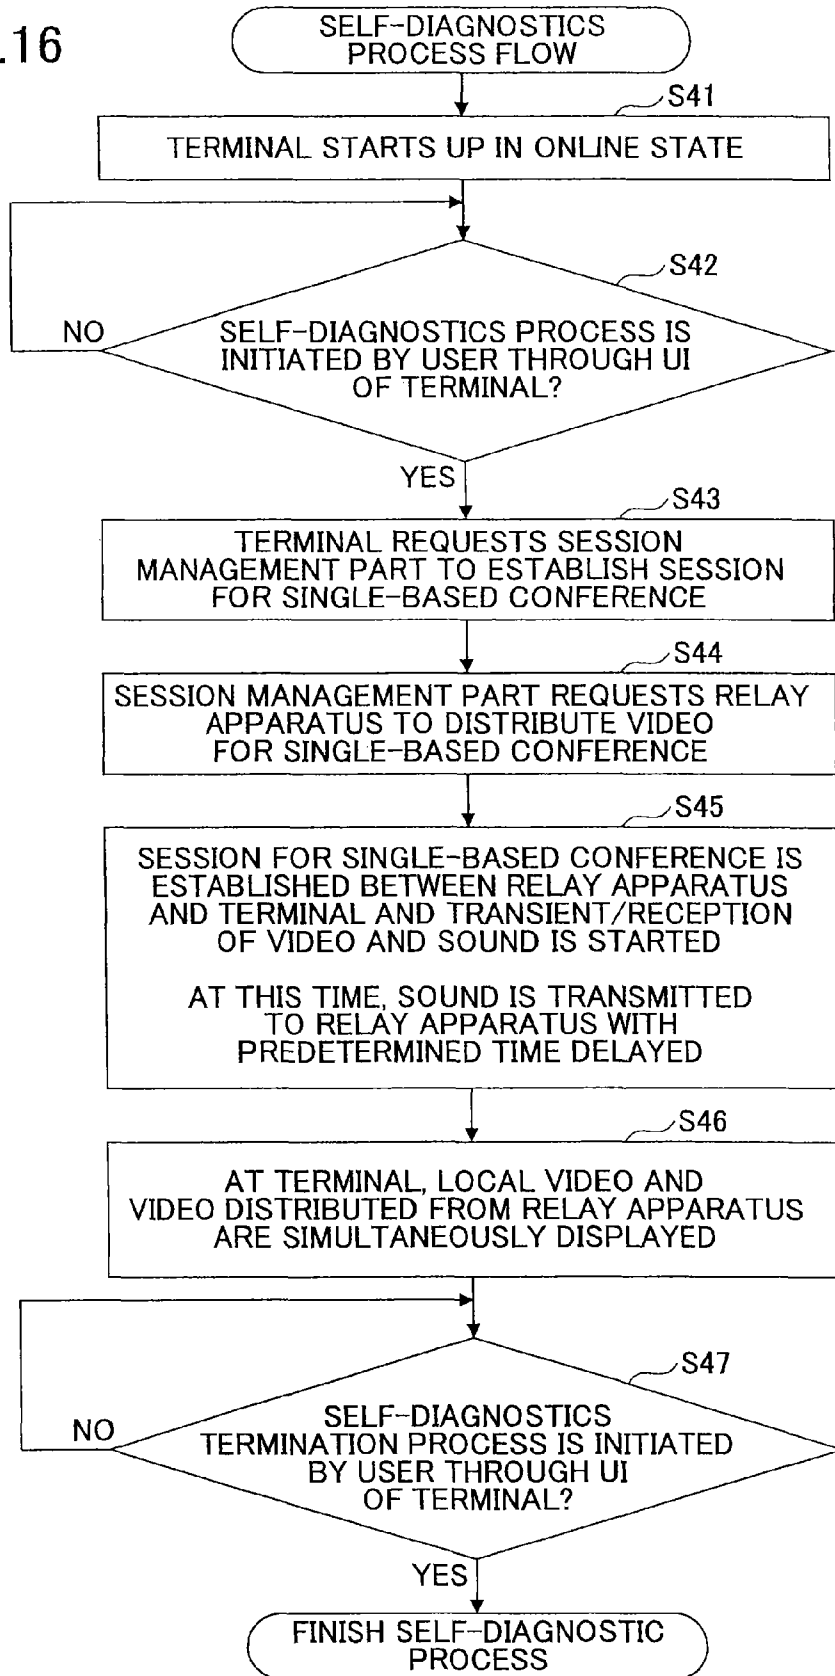 .16
SELF-DIAGNOSTICS
PROCESS FLOW
S41
TERMINAL STARTS UP IN ONLINE STATE
S42
NO
SELF-DIAGNOSTICS PROCESS IS
INITIATED BY USER THROUGH UI
OF TERMINAL?
YES
S43
TERMINAL REQUESTS SESSION
MANAGEMENT PART TO ESTABLISH SESSION
FOR SINGLE-BASED CONFERENCE
S44
SESSION MANAGEMENT PART REQUESTS RELAY
APPARATUS TO DISTRIBUTE VIDEO
FOR SINGLE-BASED CONFERENCE
S45
SESSION FOR SINGLE-BASED CONFERENCE IS
ESTABLISHED BETWEEN RELAY APPARATUS
AND TERMINAL AND TRANSIENT/RECEPTION
OF VIDEO AND SOUND IS STARTED
AT THIS TIME, SOUND IS TRANSMITTED
TO RELAY APPARATUS WITH
PREDETERMINED TIME DELAYED
S46
AT TERMINAL, LOCAL VIDEO AND
VIDEO DISTRIBUTED FROM RELAY APPARATUS
ARE SIMULTANEOUSLY DISPLAYED
S47
NO
SELF-DIAGNOSTICS
TERMINATION PROCESS IS INITIATED
BY USER THROUGH UI
OF TERMINAL?
YES
FINISH SELF-DIAGNOSTIC
PROCESS